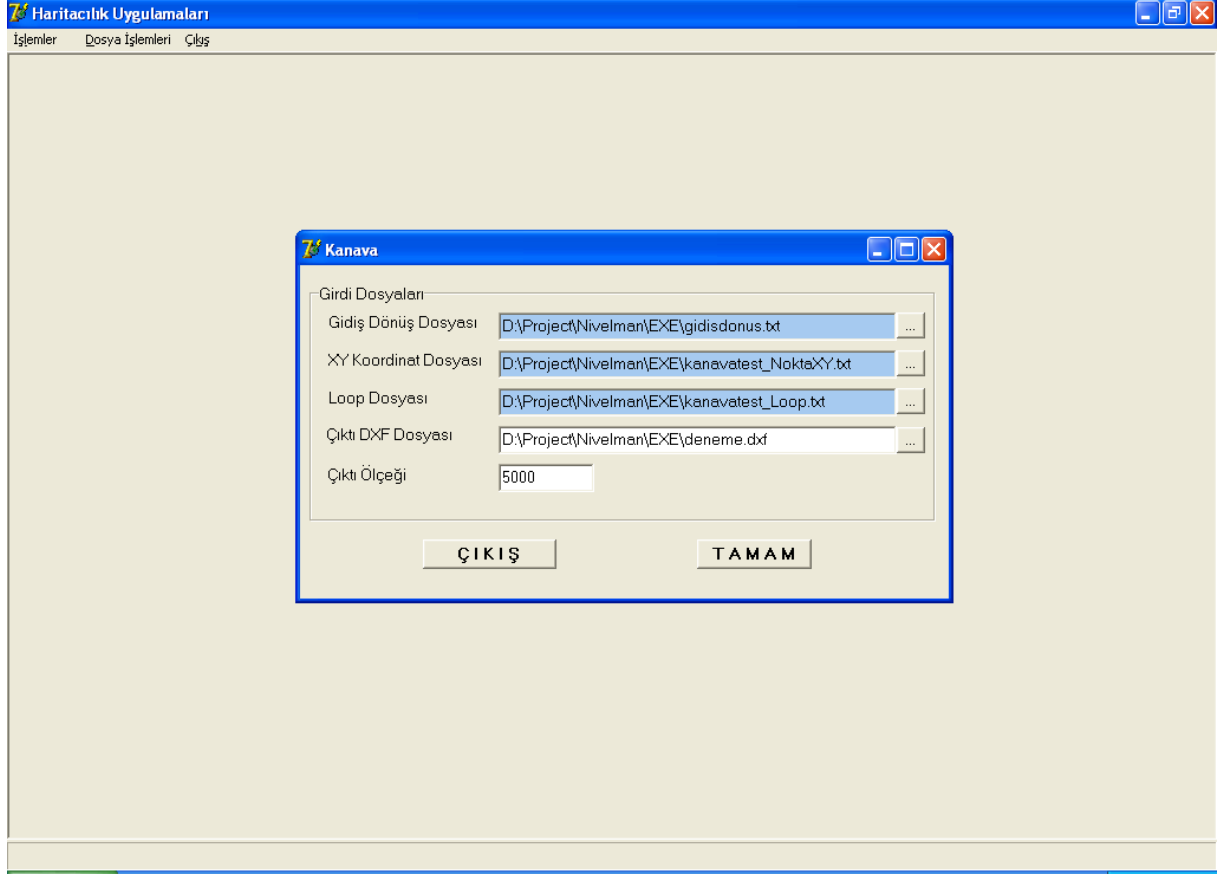 Haritacılık Uygulamaları
İşlemler Dosya İşlemleri Çıkış
Kanava
Girdi Dosyaları
Gidiş Dönüş Dosyası D:\Project\Nivelman\EXE\gidisdonus.txt ...
XY Koordinat Dosyası D:\Project\Nivelman\EXE\kanavatest_NoktaXY.txt ...
Loop Dosyası D:\Project\Nivelman\EXE\kanavatest_Loop.txt ...
Çıktı DXF Dosyası D:\Project\Nivelman\EXE\deneme.dxf ...
Çıktı Ölçeği 5000
ÇIKIŞ TAMAM